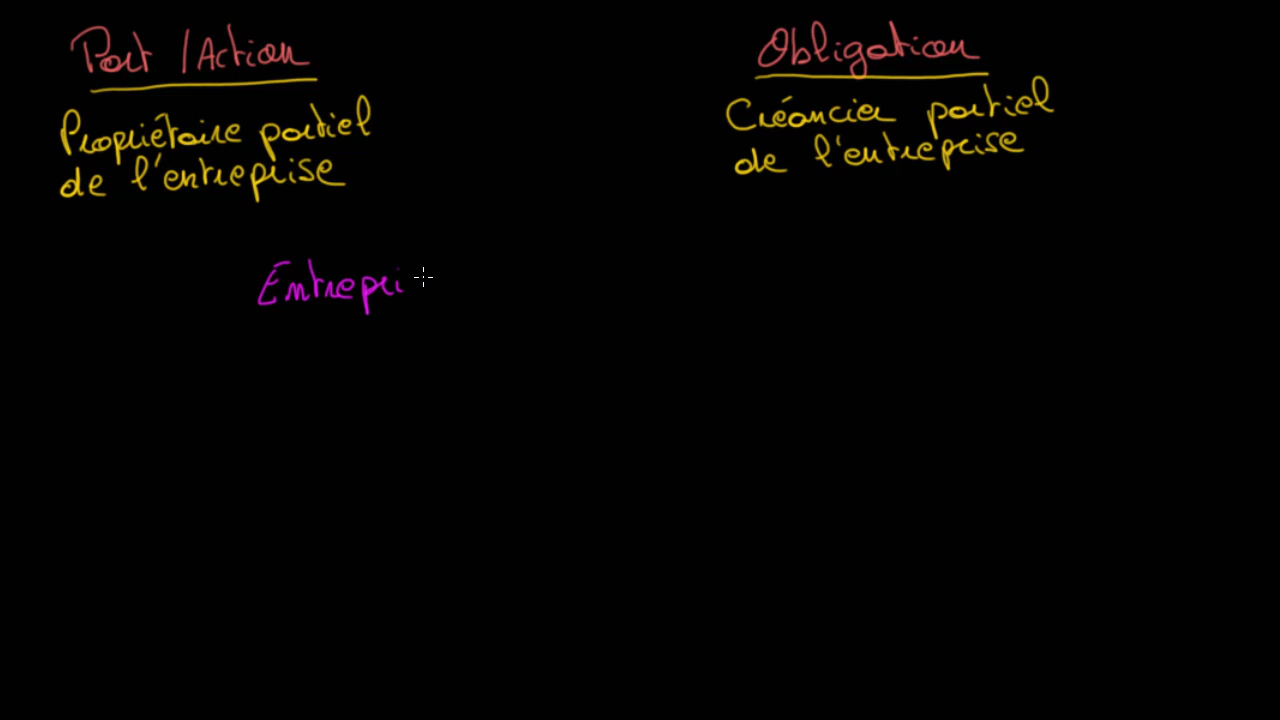 Part / Action
Obligation
Propriétaire partiel
de l'entreprise
Créancier partiel
de l'entreprise
Entrepri